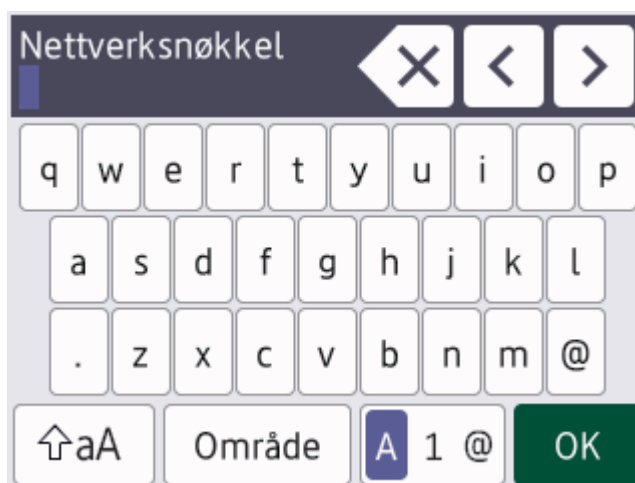 Nettverksnøkkel
q w e r t y u i o p
a s d f g h j k l
. z x c v b n m @
aA Område A 1 @ OK